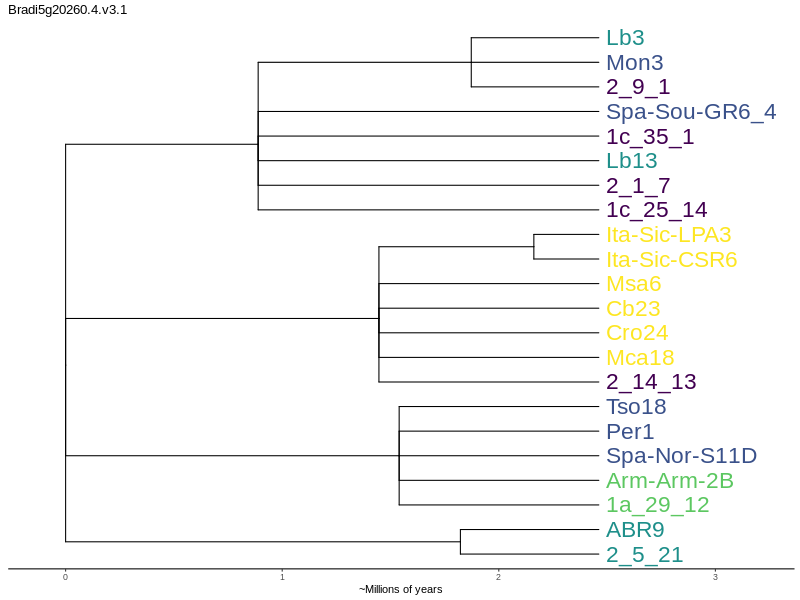 Bradi5g20260.4.v3.1
Lb3
Mon3
2_9_1
Spa-Sou-GR6_4
1c_35_1
Lb13
2_1_7
1c_25_14
Ita-Sic-LPA3
Ita-Sic-CSR6
Msa6
Cb23
Cro24
Mca18
2_14_13
Tso18
Per1
Spa-Nor-S11D
Arm-Arm-2B
1a_29_12
ABR9
2_5_21
0 1 2 3
~Millions of years